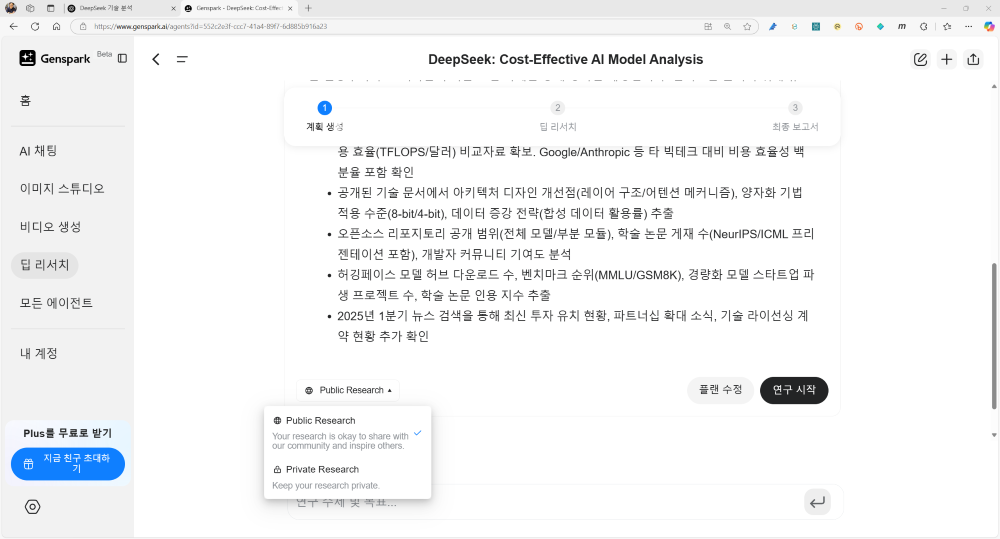 DeepSeek 기술 분석
Genspark - DeepSeek: Cost-Effect
https://www.genspark.ai/agents?id=552c2e3f-ccc7-41a4-89f7-6d885b916a23
Genspark Beta
홈
AI 채팅
이미지 스튜디오
비디오 생성
딥 리서치
모든 에이전트
내 계정
Plus를 무료로 받기
지금 친구 초대하
기
DeepSeek: Cost-Effective AI Model Analysis
1 2 3
계획 생성 딥 리서치 최종 보고서
용 효율(TFLOPS/달러) 비교자료 확보. Google/Anthropic 등 타 빅테크 대비 비용 효율성 백
분율 포함 확인
• 공개된 기술 문서에서 아키텍처 디자인 개선점(레이어 구조/어텐션 메커니즘), 양자화 기법
적용 수준(8-bit/4-bit), 데이터 증강 전략(합성 데이터 활용률) 추출
• 오픈소스 리포지토리 공개 범위(전체 모델/부분 모듈), 학술 논문 게재 수(NeurIPS/ICML 프리
젠테이션 포함), 개발자 커뮤니티 기여도 분석
• 허깅페이스 모델 허브 다운로드 수, 벤치마크 순위(MMLU/GSM8K), 경량화 모델 스타트업 파
생 프로젝트 수, 학술 논문 인용 지수 추출
• 2025년 1분기 뉴스 검색을 통해 최신 투자 유치 현황, 파트너십 확대 소식, 기술 라이선싱 계
약 현황 추가 확인
Public Research
플랜 수정
연구 시작
Public Research
Your research is okay to share with
our community and inspire others.
Private Research
Keep your research private.
연구 주제 및 목표...